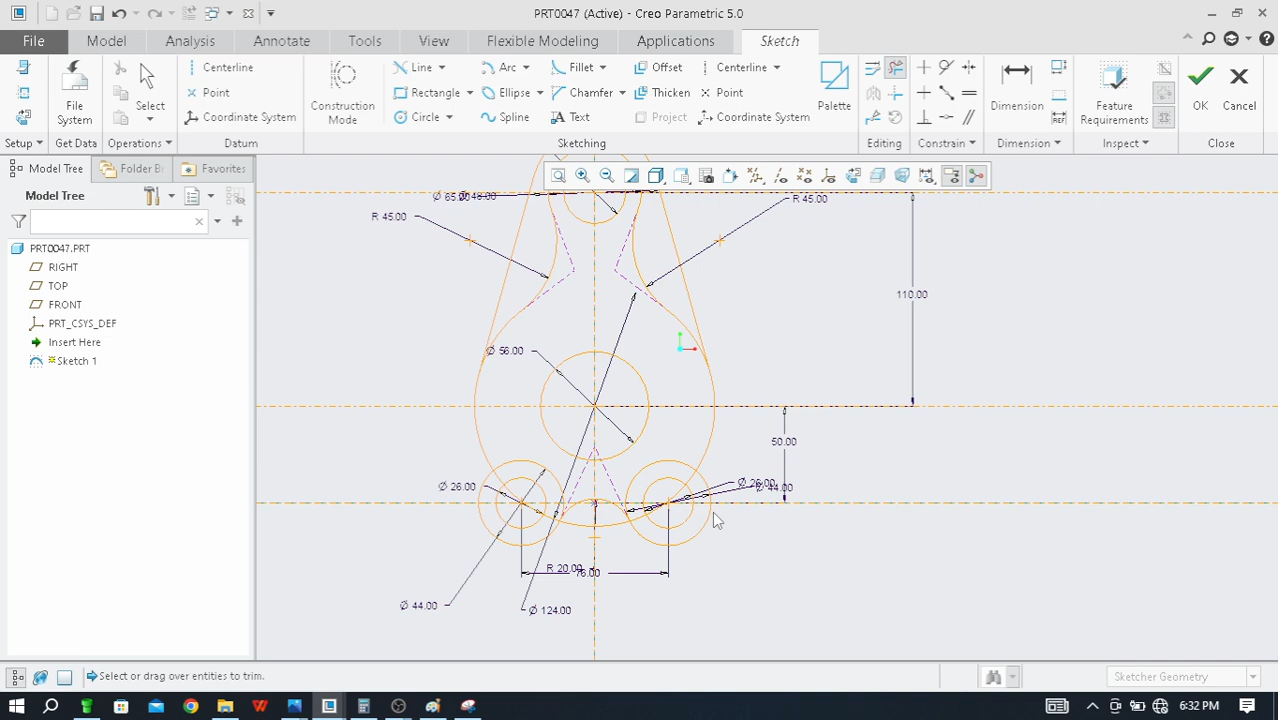 PRT0047 (Active) - Creo Parametric 5.0
File Model Analysis Annotate Tools View Flexible Modeling Applications Sketch
Centerline Line Arc Fillet Offset Centerline
Point Rectangle Ellipse Chamfer Thicken Point
Coordinate System Circle Spline Text Project Coordinate System
File System
Select
Construction Mode
Palette
Dimension
Feature Requirements
OK
Cancel
Setup Get Data Operations Datum Sketching Editing Constrain Dimension Inspect Close
Model Tree Folder B Favorites
Model Tree
PRT0047.PRT
RIGHT
TOP
FRONT
PRT_CSYS_DEF
Insert Here
Sketch 1
R 45.00
R 45.00
110.00
Ø 56.00
50.00
Ø 26.00
Ø 26.00
Ø 44.00
R 20.00
76.00
Ø 44.00
Ø 124.00
Select or drag over entities to trim.
Sketcher Geometry
6:32 PM